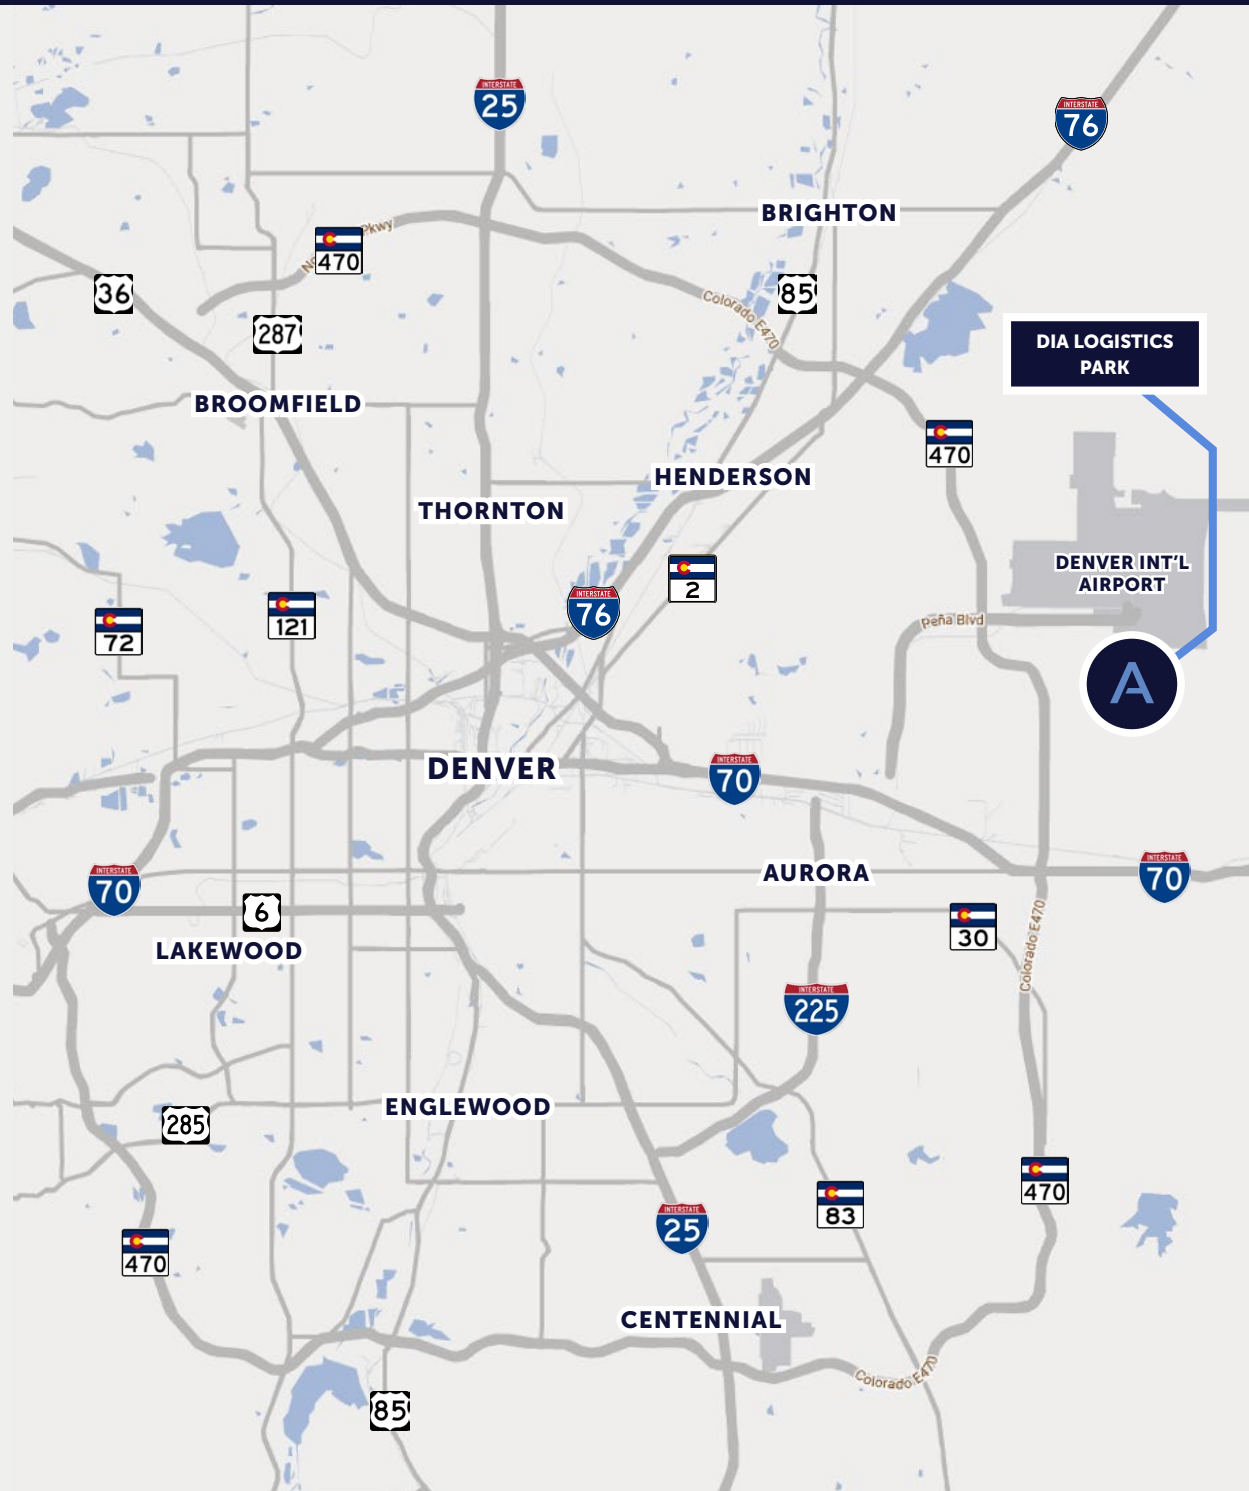 INTERSTATE
25
INTERSTATE
76
BRIGHTON
Pkwy
470
36
85
Colorado E470
287
DIA LOGISTICS
PARK
BROOMFIELD
470
HENDERSON
THORNTON
DENVER INT'L
AIRPORT
2
INTERSTATE
76
121
72
Peña Blvd
A
DENVER
INTERSTATE
70
AURORA
INTERSTATE
70
INTERSTATE
70
6
30
LAKEWOOD
Colorado E470
INTERSTATE
225
ENGLEWOOD
285
470
83
INTERSTATE
25
470
CENTENNIAL
Colorado E470
85